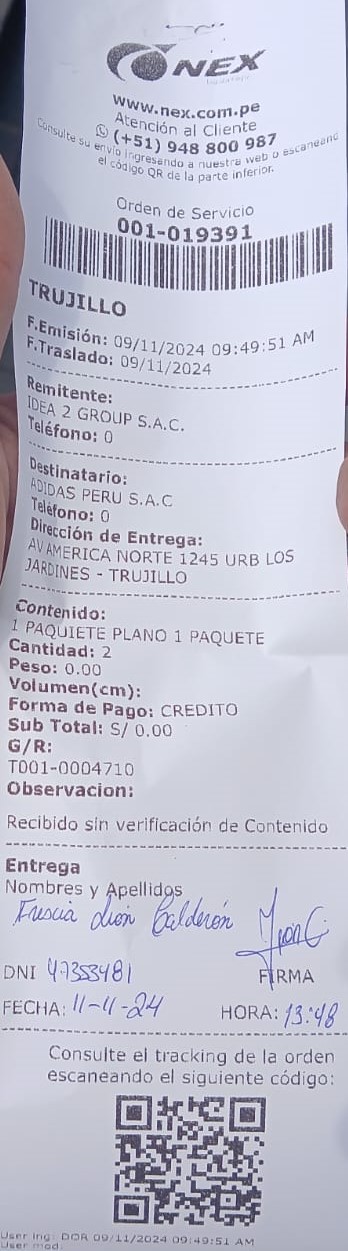 NEX
www.nex.com.pe
Atención al Cliente
(+51) 948 800 987
Consulte su envío ingresando a nuestra web o escaneand
el código QR de la parte inferior.
Orden de Servicio
001-019391
TRUJILLO
F.Emisión: 09/11/2024 09:49:51 AM
F.Traslado: 09/11/2024
Remitente:
IDEA 2 GROUP S.A.C.
Teléfono: 0
Destinatario:
ADIDAS PERU S.A.C
Teléfono: 0
Dirección de Entrega:
AV AMERICA NORTE 1245 URB LOS
JARDINES - TRUJILLO
Contenido:
1 PAQUIETE PLANO 1 PAQUETE
Cantidad: 2
Peso: 0.00
Volumen(cm):
Forma de Pago: CREDITO
Sub Total: S/ 0.00
G/R:
T001-0004710
Observacion:
Recibido sin verificación de Contenido
Entrega
Nombres y Apellidos
León Calderón
DNI 47353481
FIRMA
FECHA: 11-11-24 HORA: 13:48
Consulte el tracking de la orden
escaneando el siguiente código:
User Ing: DOR 09/11/2024 09:49:51 AM
User mod: